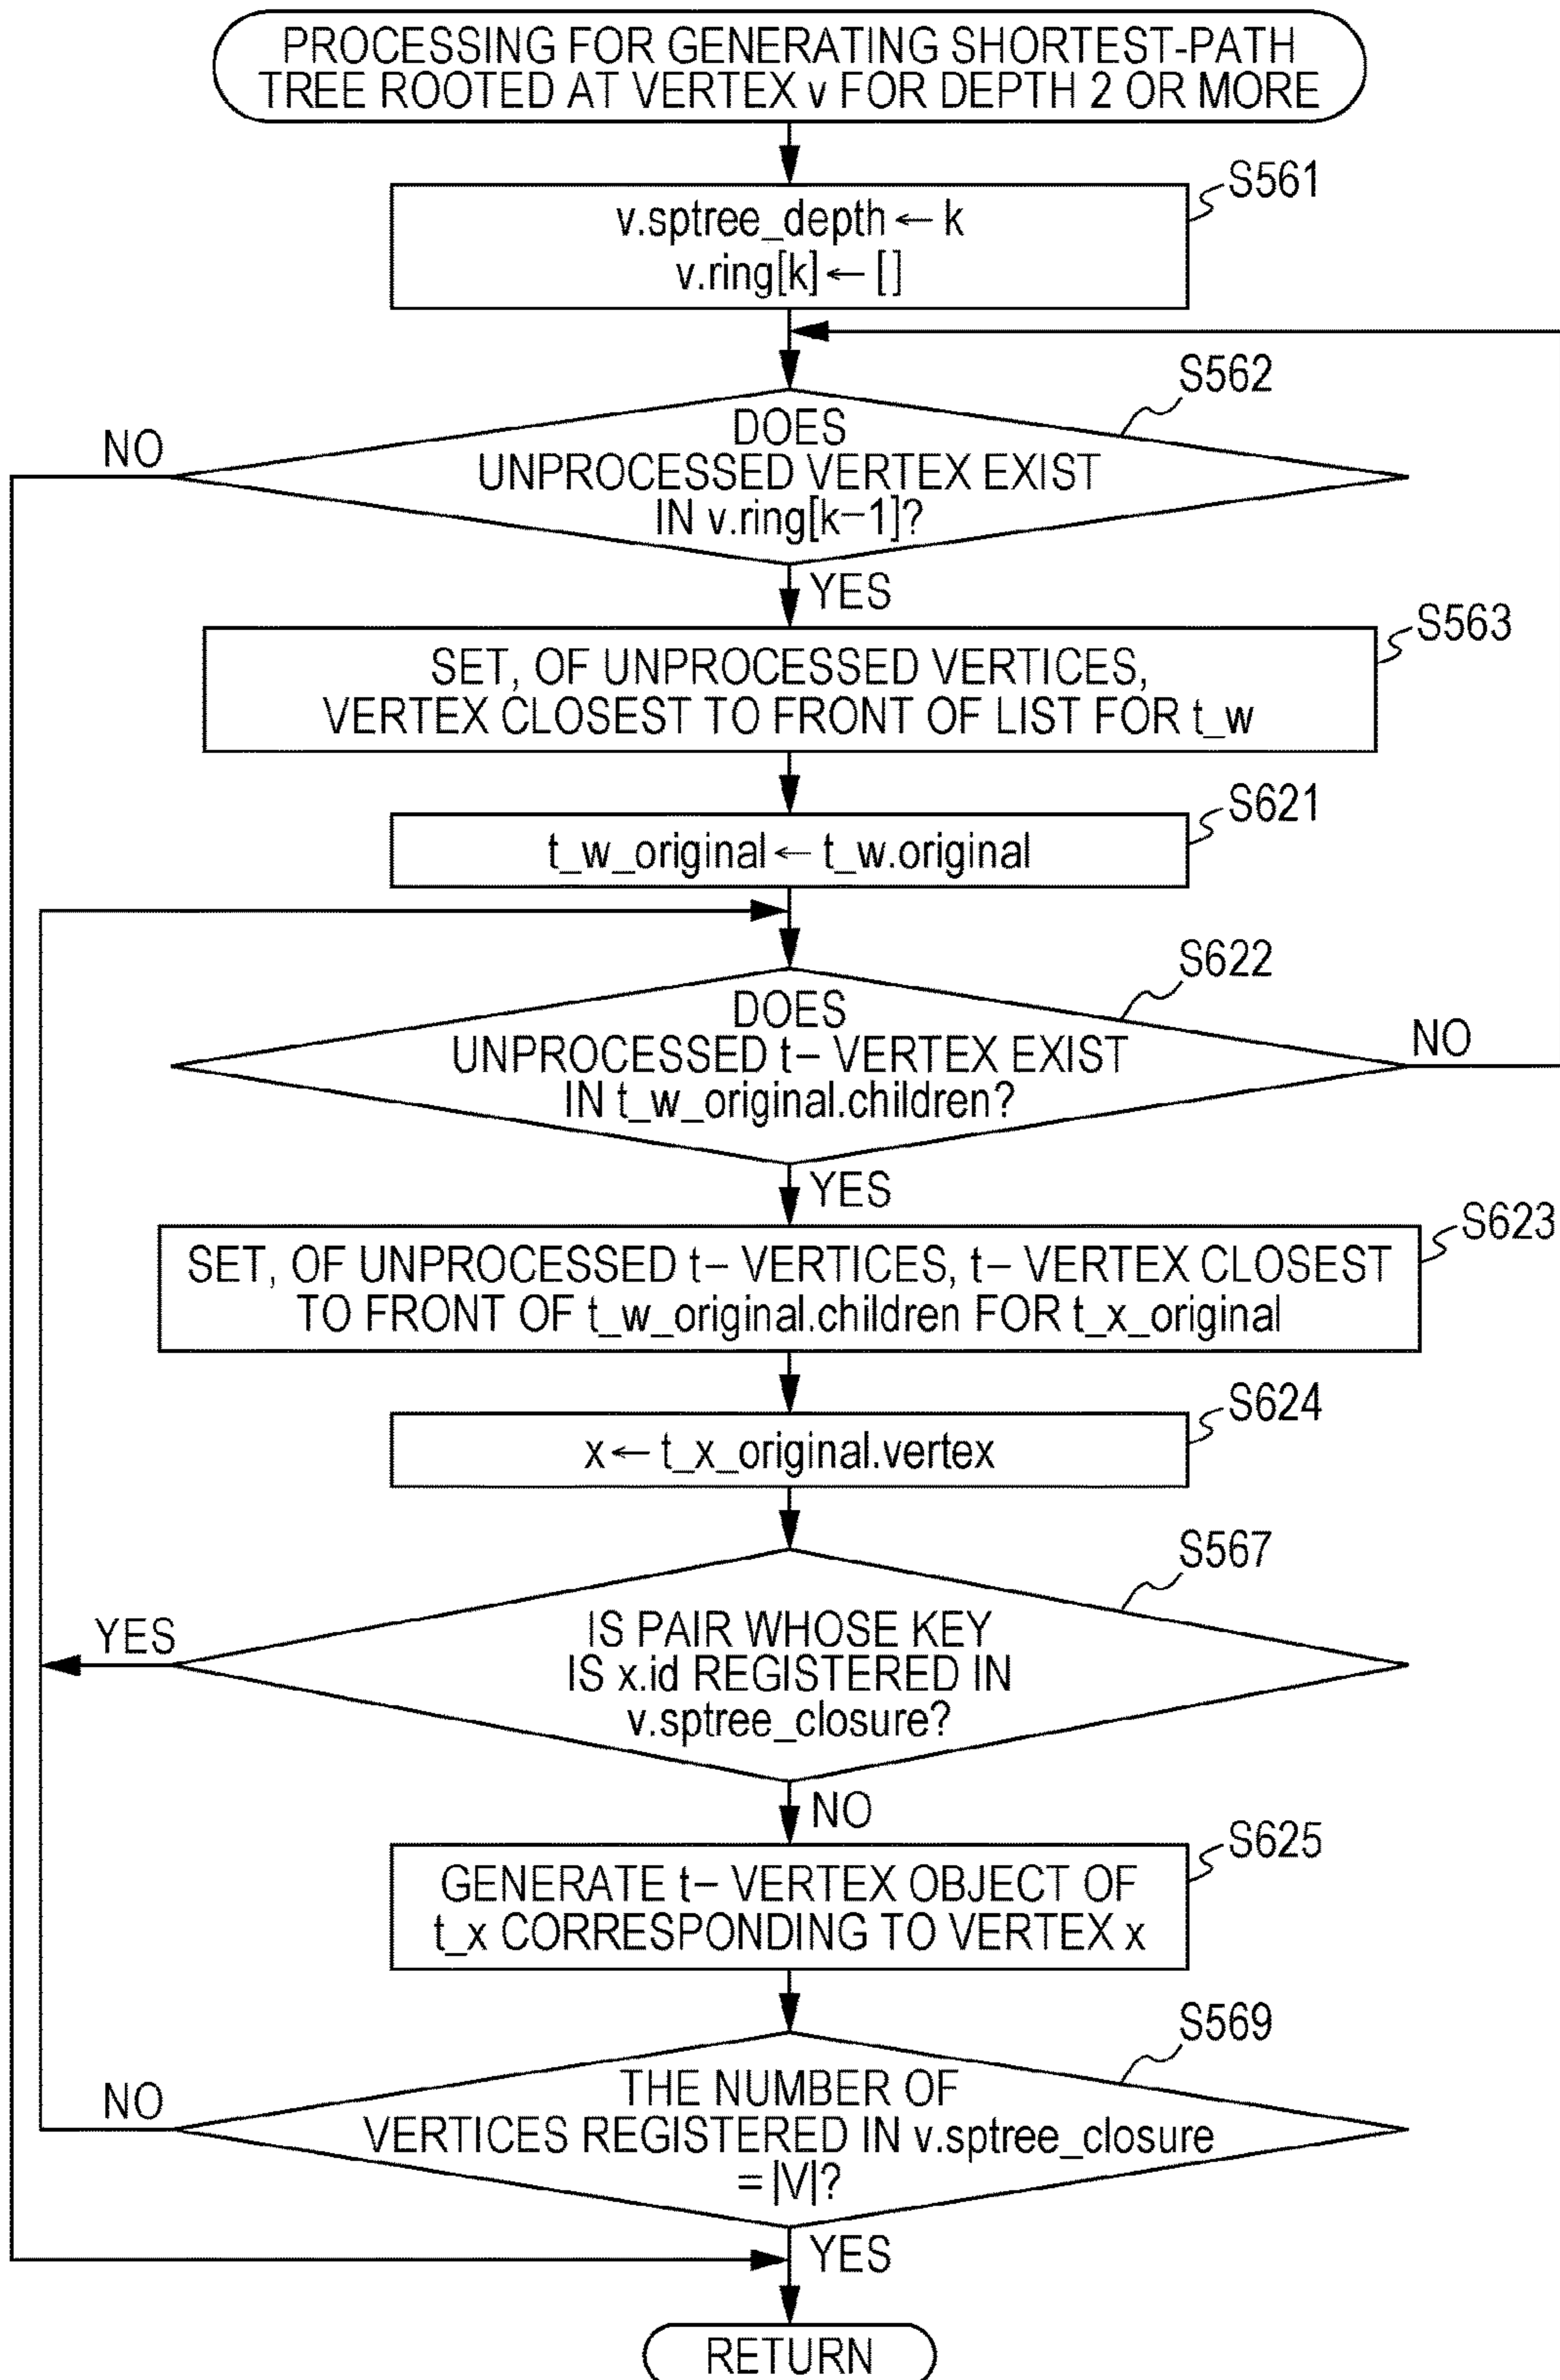 PROCESSING FOR GENERATING SHORTEST-PATH
TREE ROOTED AT VERTEX v FOR DEPTH 2 OR MORE
S561
v.sptree_depth ← k
v.ring[k] ← [ ]
S562
NO
DOES
UNPROCESSED VERTEX EXIST
IN v.ring[k−1]?
YES
S563
SET, OF UNPROCESSED VERTICES,
VERTEX CLOSEST TO FRONT OF LIST FOR t_w
S621
t_w_original ← t_w.original
S622
DOES
UNPROCESSED t− VERTEX EXIST
IN t_w_original.children?
NO
YES
S623
SET, OF UNPROCESSED t− VERTICES, t− VERTEX CLOSEST
TO FRONT OF t_w_original.children FOR t_x_original
S624
x ← t_x_original.vertex
S567
YES
IS PAIR WHOSE KEY
IS x.id REGISTERED IN
v.sptree_closure?
NO
S625
GENERATE t− VERTEX OBJECT OF
t_x CORRESPONDING TO VERTEX x
S569
NO
THE NUMBER OF
VERTICES REGISTERED IN v.sptree_closure
= |V|?
YES
RETURN